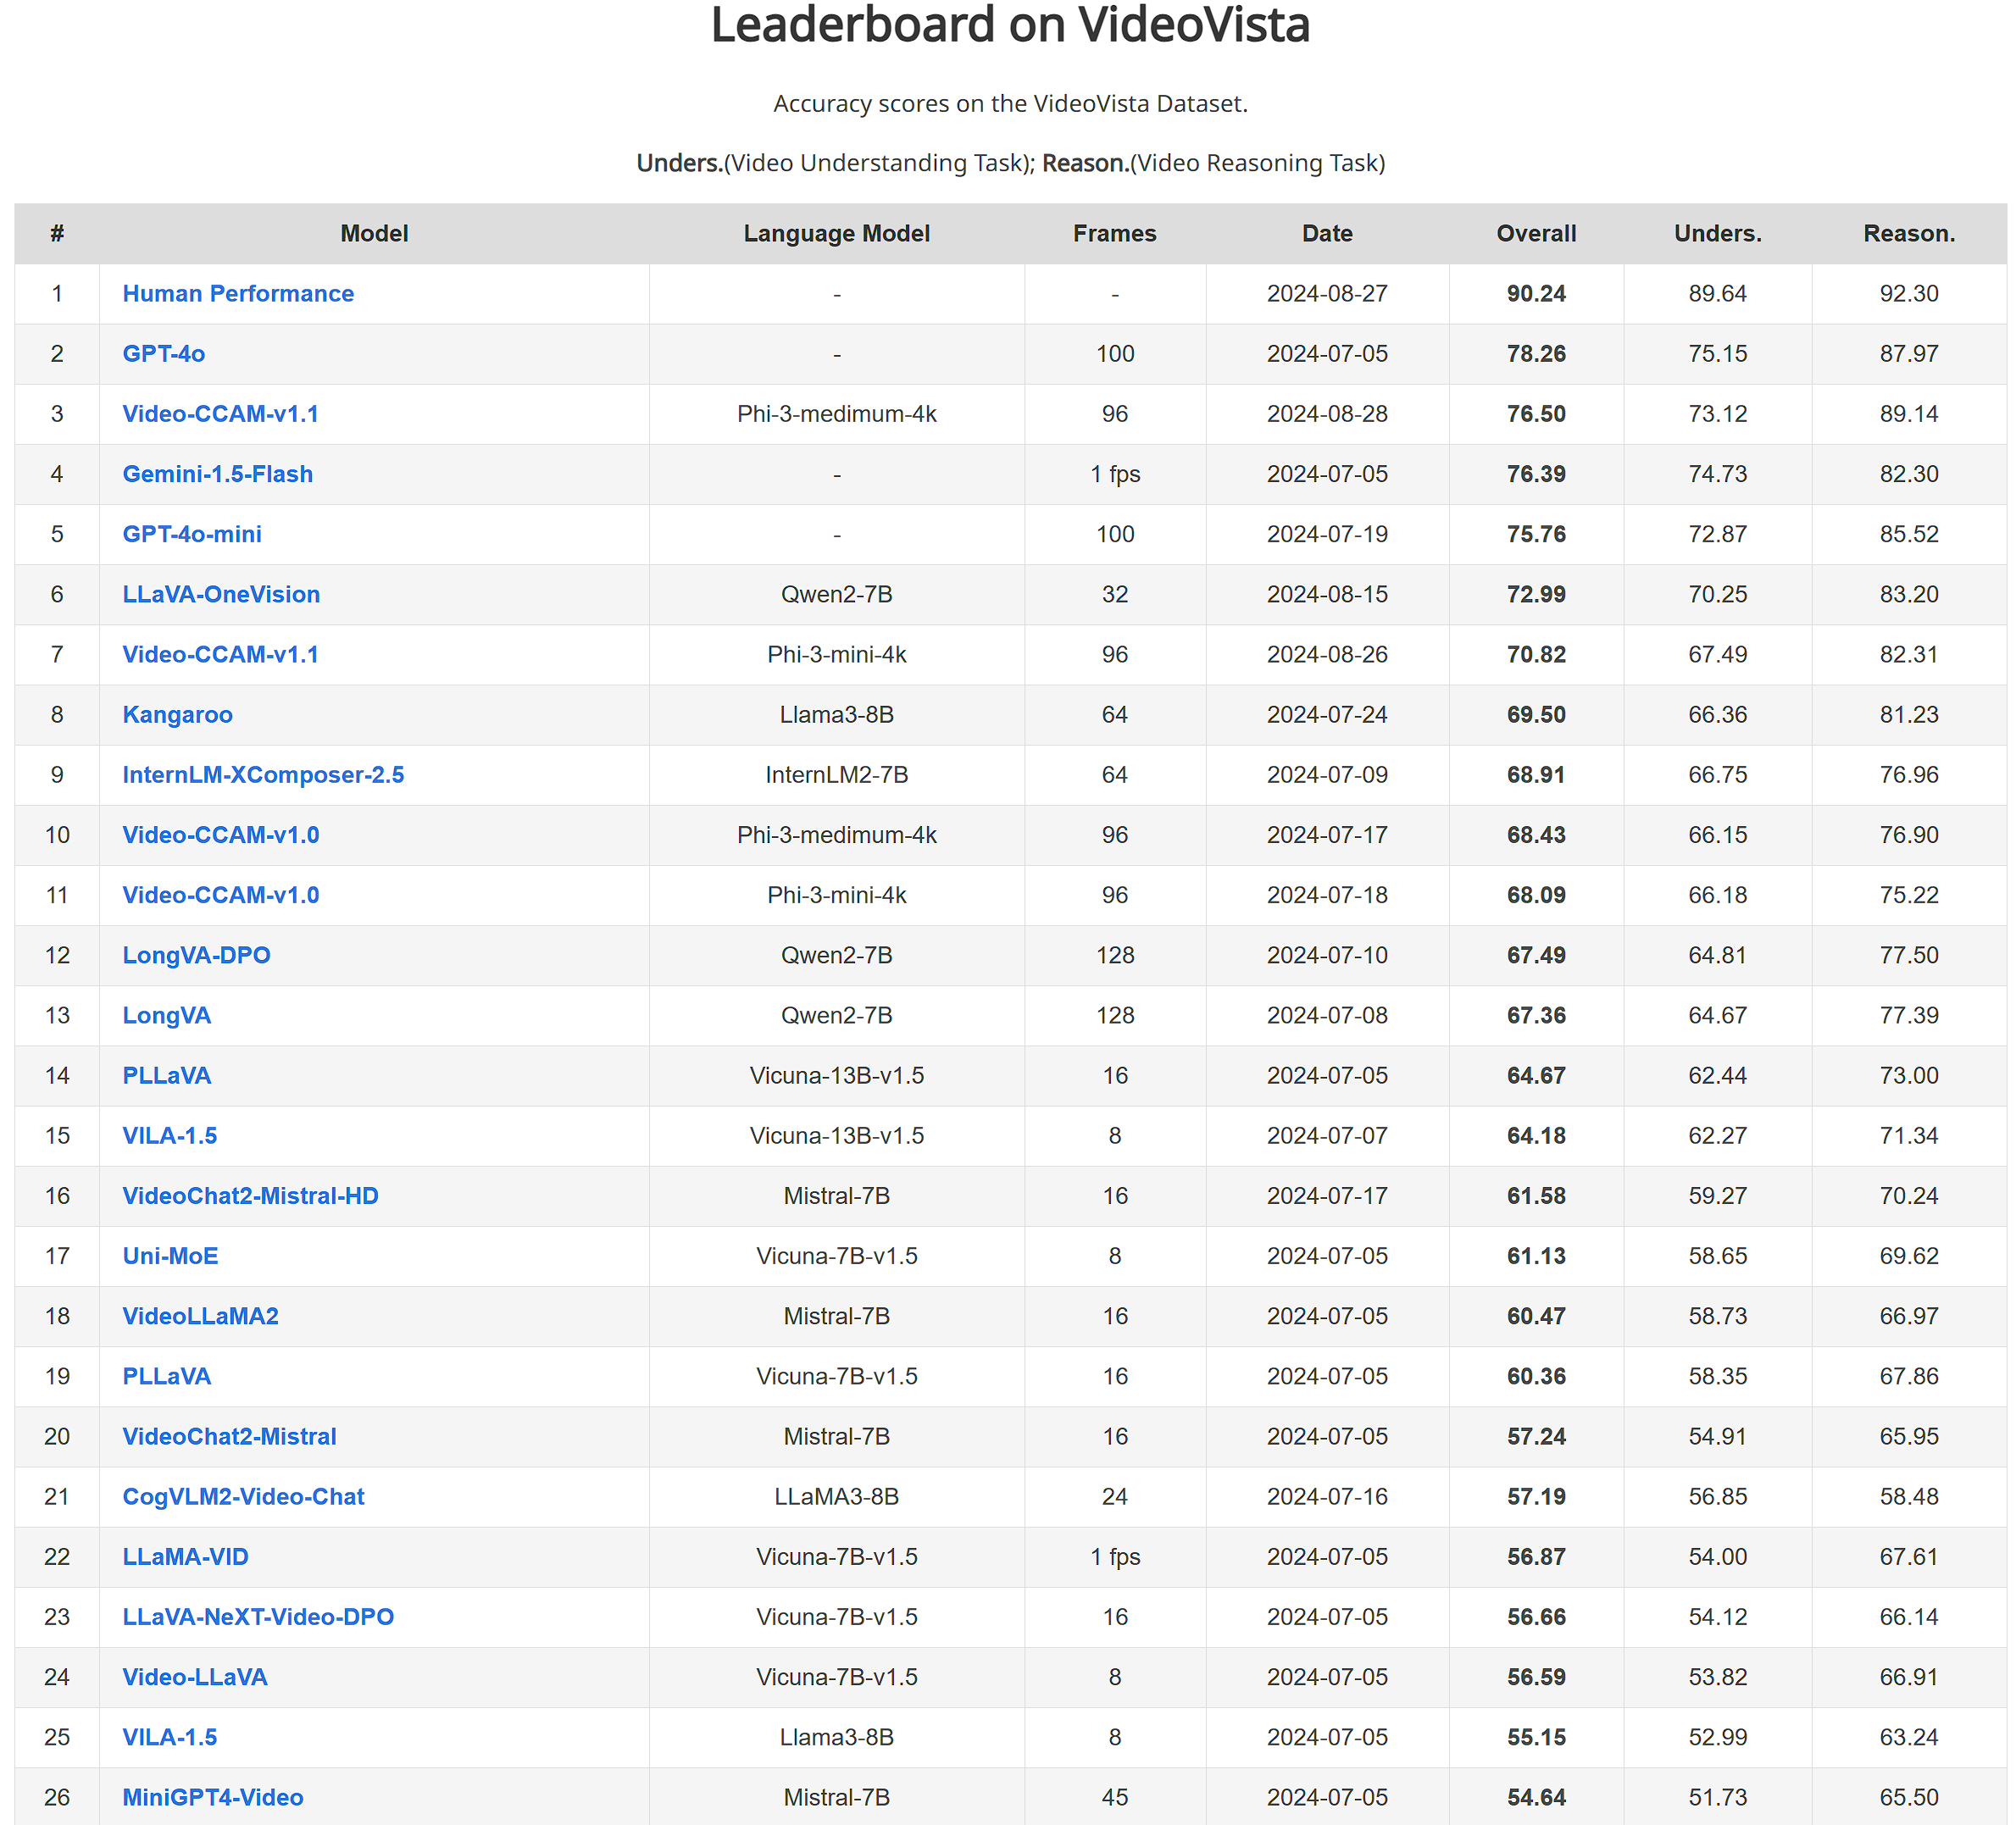 Leaderboard on VideoVista
Accuracy scores on the VideoVista Dataset.
Unders.(Video Understanding Task); Reason.(Video Reasoning Task)
# Model Language Model Frames Date Overall Unders. Reason.
1 Human Performance - - 2024-08-27 90.24 89.64 92.30
2 GPT-4o - 100 2024-07-05 78.26 75.15 87.97
3 Video-CCAM-v1.1 Phi-3-medimum-4k 96 2024-08-28 76.50 73.12 89.14
4 Gemini-1.5-Flash - 1 fps 2024-07-05 76.39 74.73 82.30
5 GPT-4o-mini - 100 2024-07-19 75.76 72.87 85.52
6 LLaVA-OneVision Qwen2-7B 32 2024-08-15 72.99 70.25 83.20
7 Video-CCAM-v1.1 Phi-3-mini-4k 96 2024-08-26 70.82 67.49 82.31
8 Kangaroo Llama3-8B 64 2024-07-24 69.50 66.36 81.23
9 InternLM-XComposer-2.5 InternLM2-7B 64 2024-07-09 68.91 66.75 76.96
10 Video-CCAM-v1.0 Phi-3-medimum-4k 96 2024-07-17 68.43 66.15 76.90
11 Video-CCAM-v1.0 Phi-3-mini-4k 96 2024-07-18 68.09 66.18 75.22
12 LongVA-DPO Qwen2-7B 128 2024-07-10 67.49 64.81 77.50
13 LongVA Qwen2-7B 128 2024-07-08 67.36 64.67 77.39
14 PLLaVA Vicuna-13B-v1.5 16 2024-07-05 64.67 62.44 73.00
15 VILA-1.5 Vicuna-13B-v1.5 8 2024-07-07 64.18 62.27 71.34
16 VideoChat2-Mistral-HD Mistral-7B 16 2024-07-17 61.58 59.27 70.24
17 Uni-MoE Vicuna-7B-v1.5 8 2024-07-05 61.13 58.65 69.62
18 VideoLLaMA2 Mistral-7B 16 2024-07-05 60.47 58.73 66.97
19 PLLaVA Vicuna-7B-v1.5 16 2024-07-05 60.36 58.35 67.86
20 VideoChat2-Mistral Mistral-7B 16 2024-07-05 57.24 54.91 65.95
21 CogVLM2-Video-Chat LLaMA3-8B 24 2024-07-16 57.19 56.85 58.48
22 LLaMA-VID Vicuna-7B-v1.5 1 fps 2024-07-05 56.87 54.00 67.61
23 LLaVA-NeXT-Video-DPO Vicuna-7B-v1.5 16 2024-07-05 56.66 54.12 66.14
24 Video-LLaVA Vicuna-7B-v1.5 8 2024-07-05 56.59 53.82 66.91
25 VILA-1.5 Llama3-8B 8 2024-07-05 55.15 52.99 63.24
26 MiniGPT4-Video Mistral-7B 45 2024-07-05 54.64 51.73 65.50